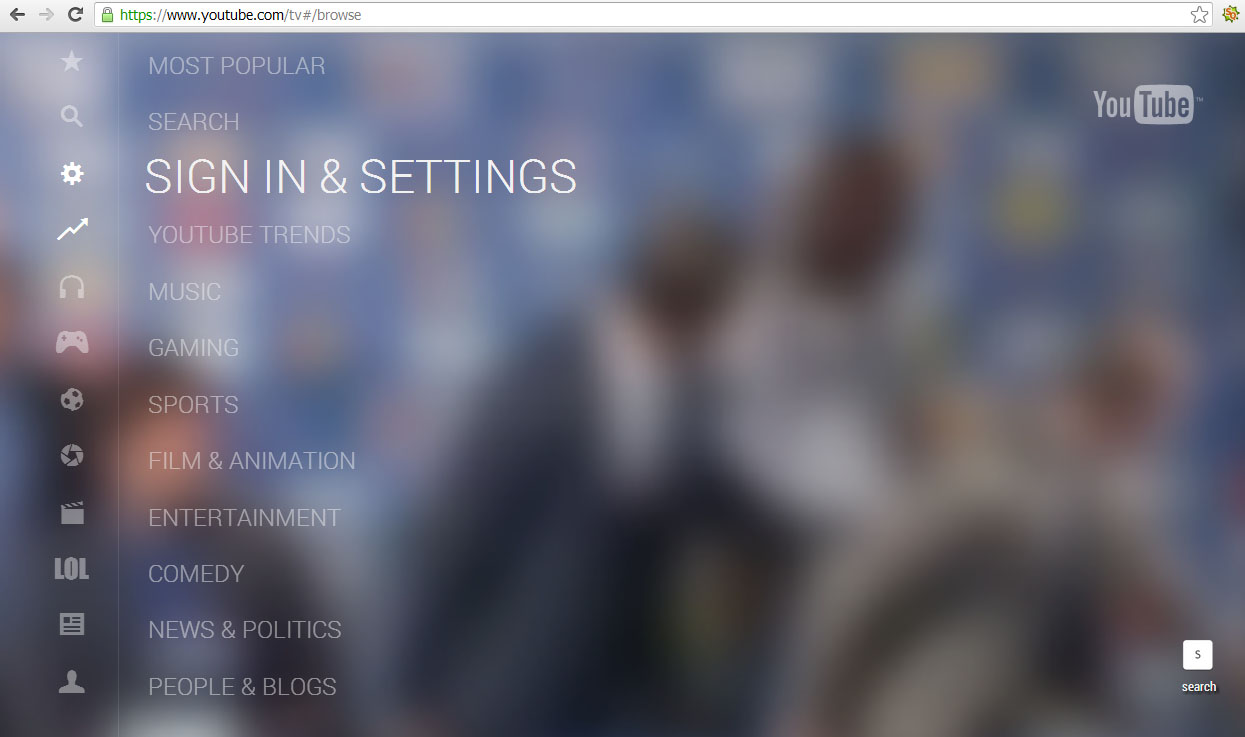 https://www.youtube.com/tv#/browse
MOST POPULAR
YouTube™
SEARCH
SIGN IN & SETTINGS
YOUTUBE TRENDS
MUSIC
GAMING
SPORTS
FILM & ANIMATION
ENTERTAINMENT
LOL COMEDY
NEWS & POLITICS
S
search
PEOPLE & BLOGS